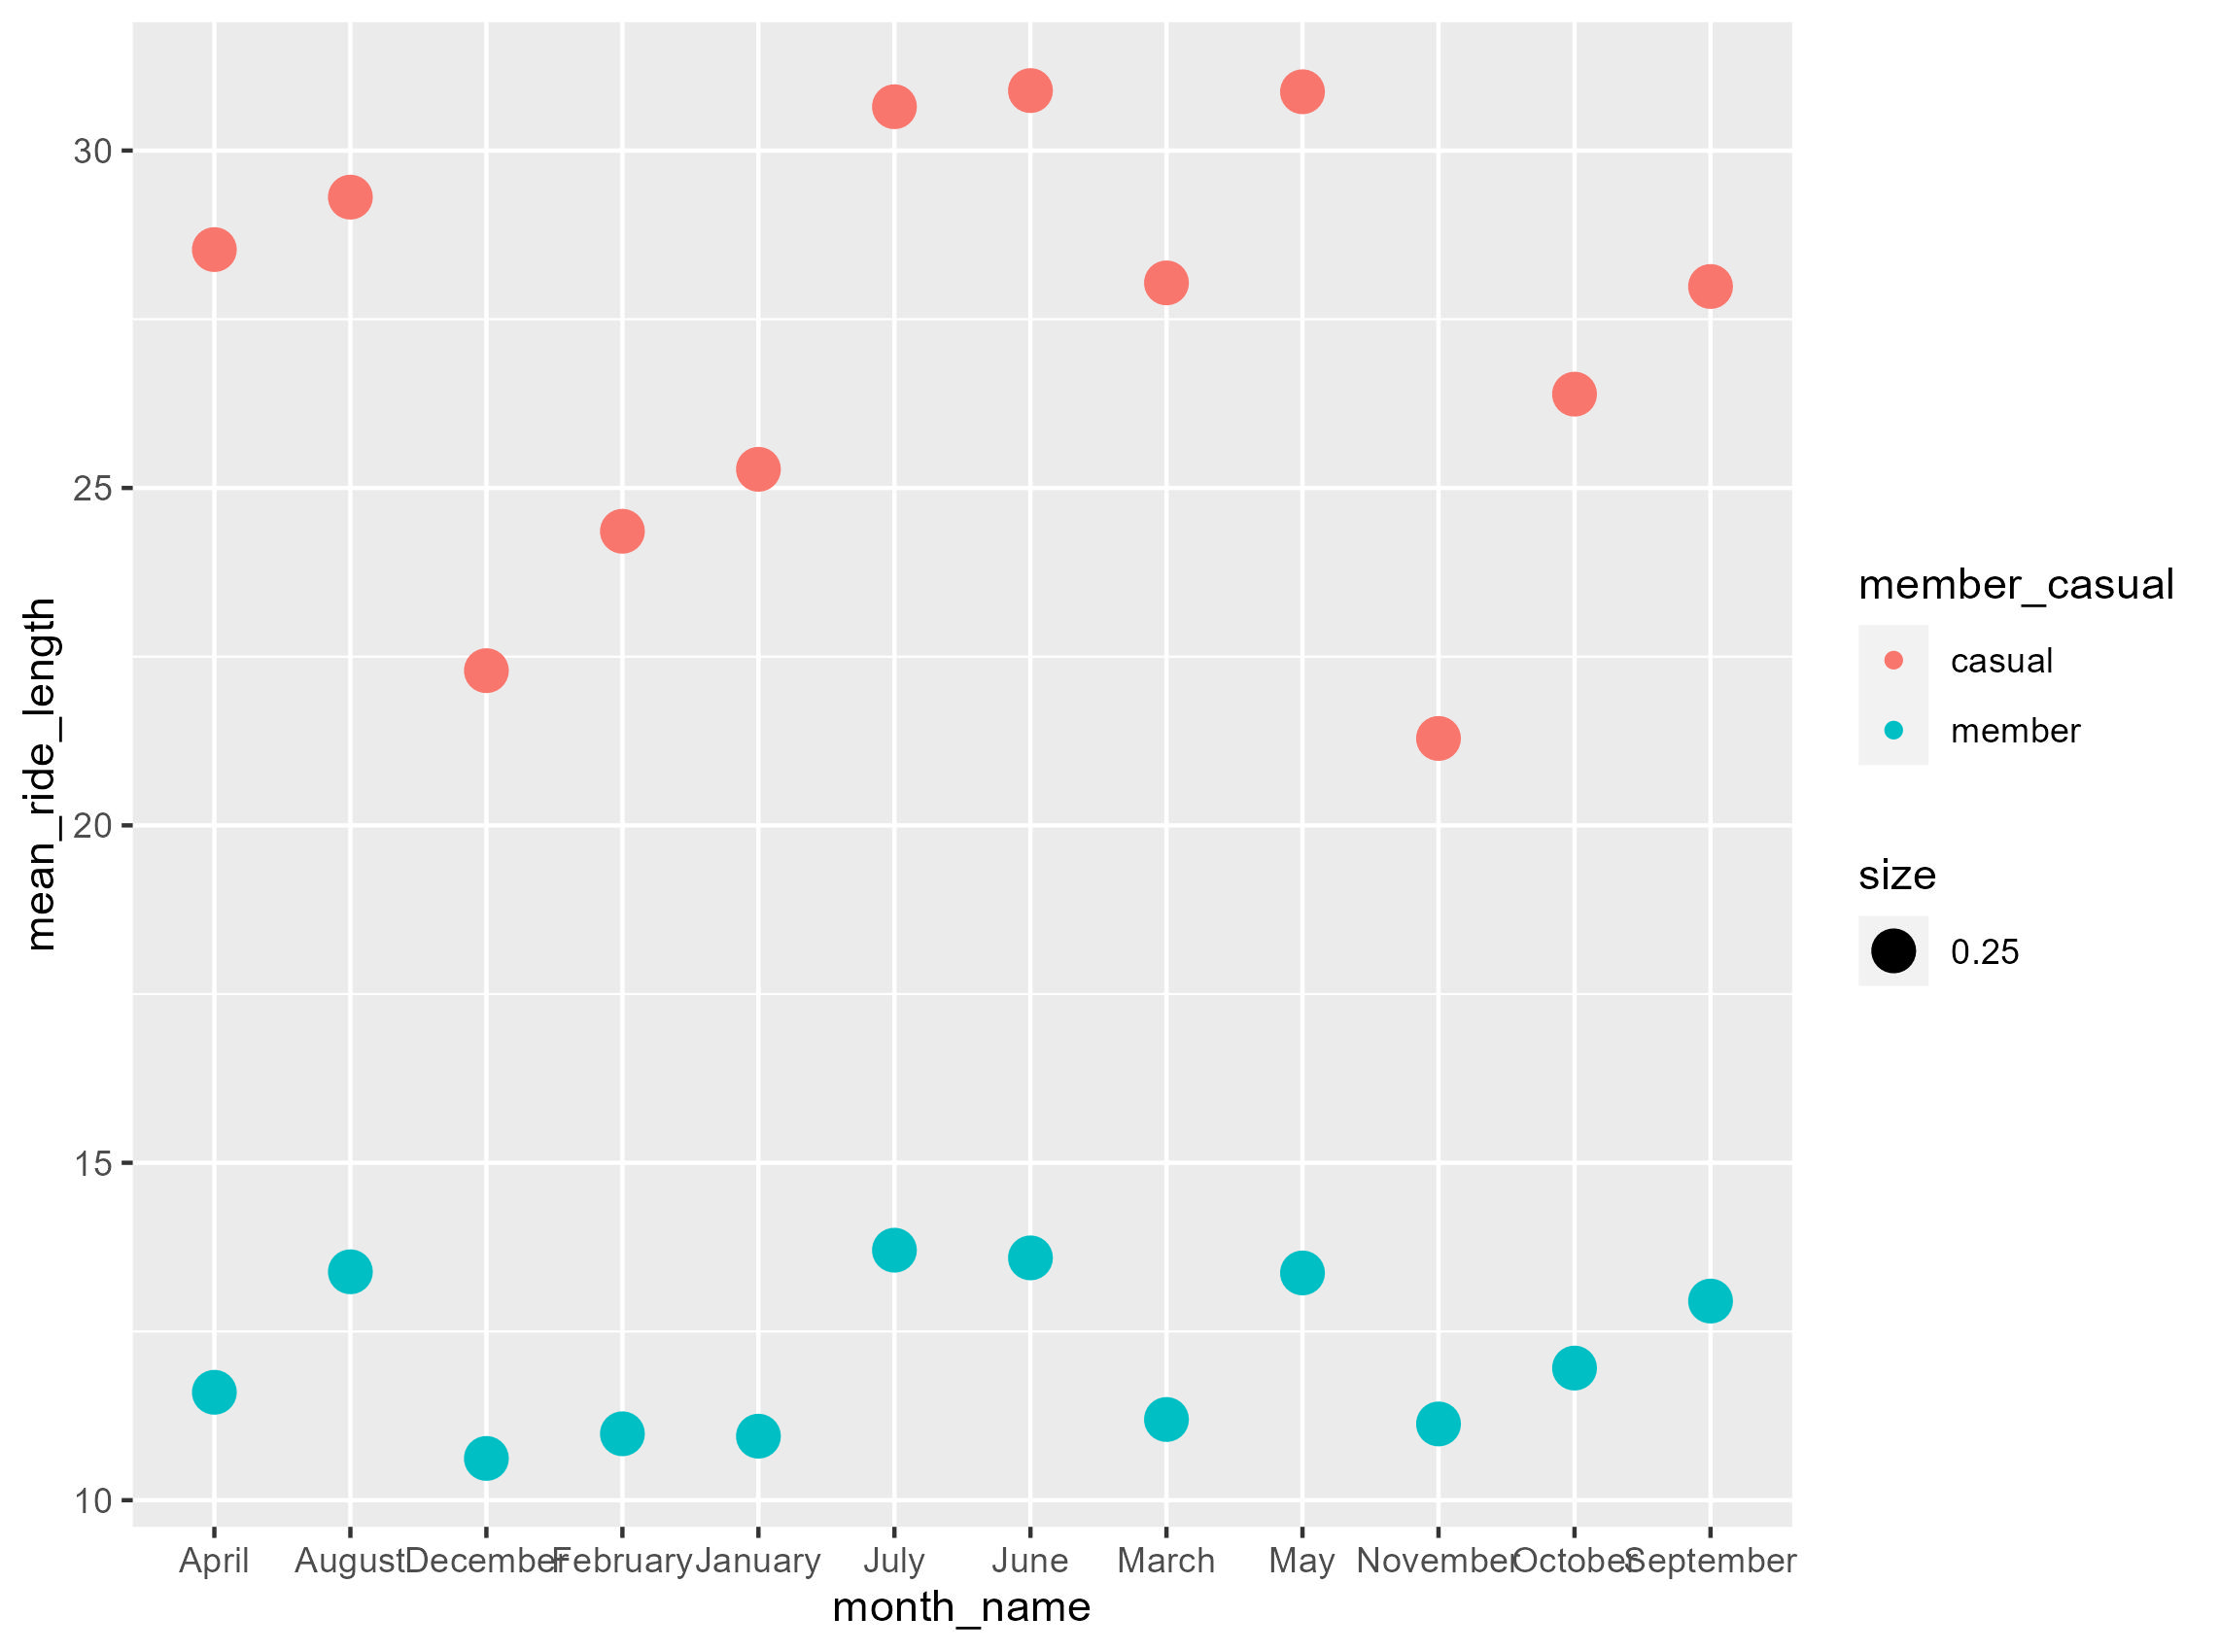 30
25
20
15
10
mean_ride_length
April August December February January July June March May November October September
month_name
member_casual
casual
member
size
0.25